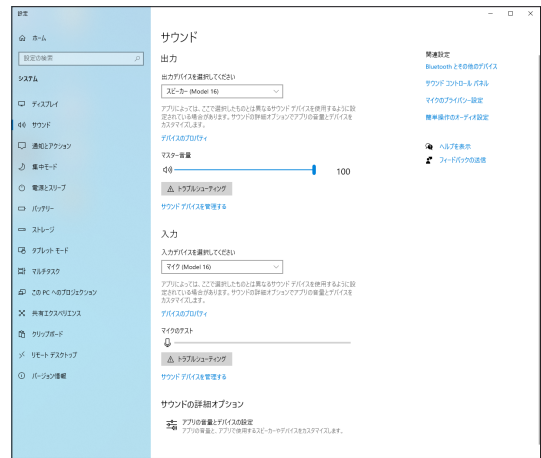 設定
ホーム
設定の検索
システム
ディスプレイ
サウンド
通知とアクション
集中モード
電源とスリープ
バッテリー
ストレージ
タブレット モード
マルチタスク
この PC へのプロジェクション
共有エクスペリエンス
クリップボード
リモート デスクトップ
バージョン情報
サウンド
出力
出力デバイスを選択してください
スピーカー (Model 16)
アプリによっては、ここで選択したものとは異なるサウンド デバイスを使用するように設
定されている場合があります。サウンドの詳細オプションでアプリの音量とデバイスを
カスタマイズします。
デバイスのプロパティ
マスター音量
100
トラブルシューティング
サウンド デバイスを管理する
入力
入力デバイスを選択してください
マイク (Model 16)
アプリによっては、ここで選択したものとは異なるサウンド デバイスを使用するように設
定されている場合があります。サウンドの詳細オプションでアプリの音量とデバイスを
カスタマイズします。
デバイスのプロパティ
マイクのテスト
トラブルシューティング
サウンド デバイスを管理する
サウンドの詳細オプション
アプリの音量とデバイスの設定
アプリの音量と、アプリで使用するスピーカーやデバイスをカスタマイズします。
関連設定
Bluetooth とその他のデバイス
サウンド コントロール パネル
マイクのプライバシー設定
簡単操作のオーディオ設定
ヘルプを表示
フィードバックの送信